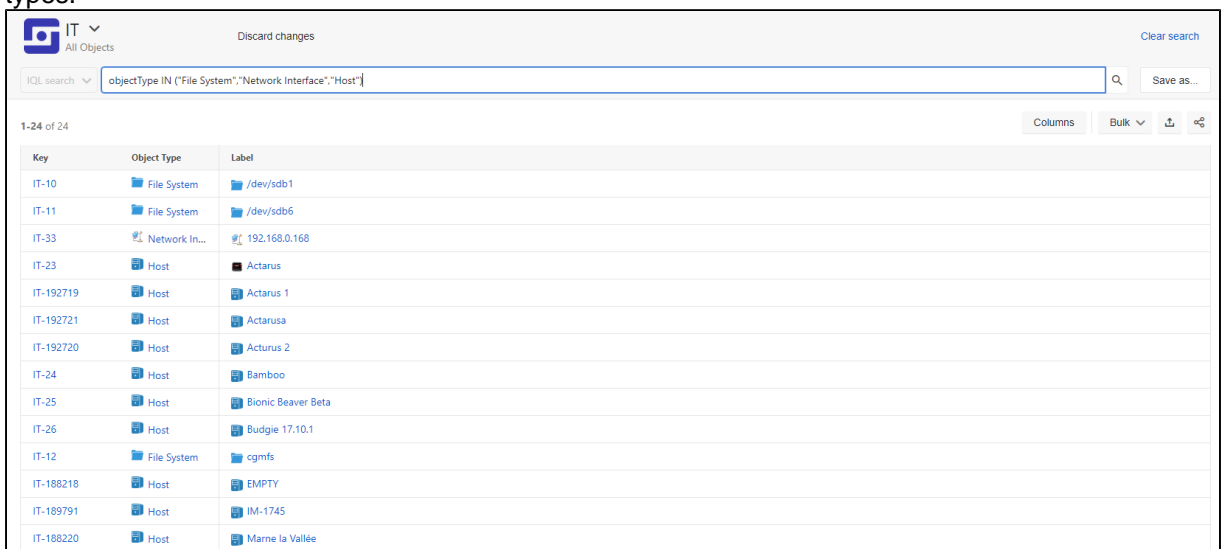 types.
IT
All Objects
Discard changes
Clear search
IQL search
objectType IN ("File System","Network Interface","Host")
Save as...
1-24 of 24
Columns
Bulk
Key Object Type Label
IT-10 File System /dev/sdb1
IT-11 File System /dev/sdb6
IT-33 Network In... 192.168.0.168
IT-23 Host Actarus
IT-192719 Host Actarus 1
IT-192721 Host Actarusa
IT-192720 Host Acturus 2
IT-24 Host Bamboo
IT-25 Host Bionic Beaver Beta
IT-26 Host Budgie 17.10.1
IT-12 File System cgmfs
IT-188218 Host EMPTY
IT-189791 Host IM-1745
IT-188220 Host Marne la Vallée